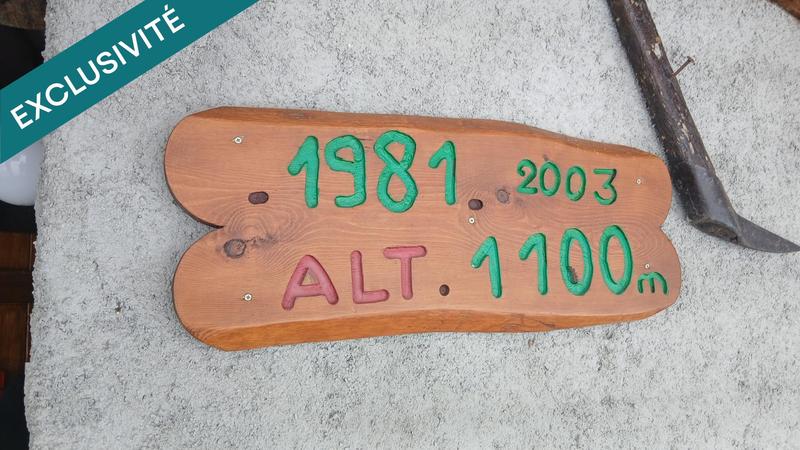 EXCLUSIVITÉ
1981 2003
ALT. 1100m